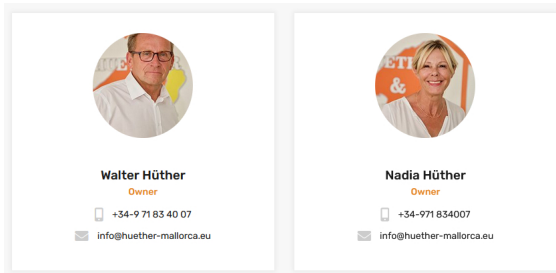 Walter Hüther
Owner
+34-9 71 83 40 07
info@huether-mallorca.eu
&
Nadia Hüther
Owner
+34-971 834007
info@huether-mallorca.eu